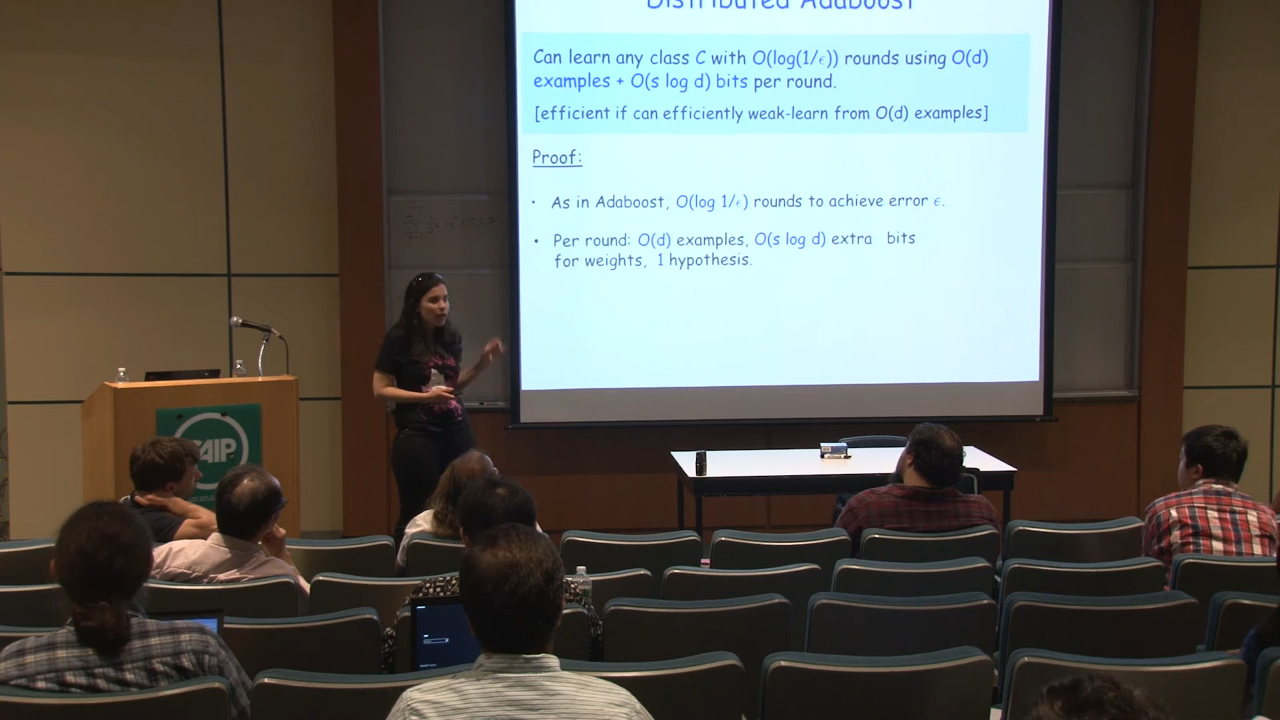 Distributed Adaboost
Can learn any class C with O(log(1/ϵ)) rounds using O(d)
examples + O(s log d) bits per round.
[efficient if can efficiently weak-learn from O(d) examples]
Proof:
• As in Adaboost, O(log 1/ϵ) rounds to achieve error ϵ.
• Per round: O(d) examples, O(s log d) extra bits
for weights, 1 hypothesis.